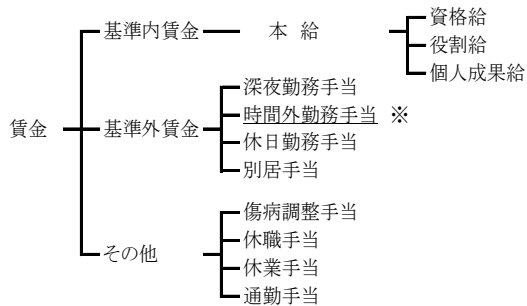 賃金
基準内賃金
本 給
資格給
役割給
個人成果給
基準外賃金
深夜勤務手当
時間外勤務手当 ※
休日勤務手当
別居手当
その他
傷病調整手当
休職手当
休業手当
通勤手当